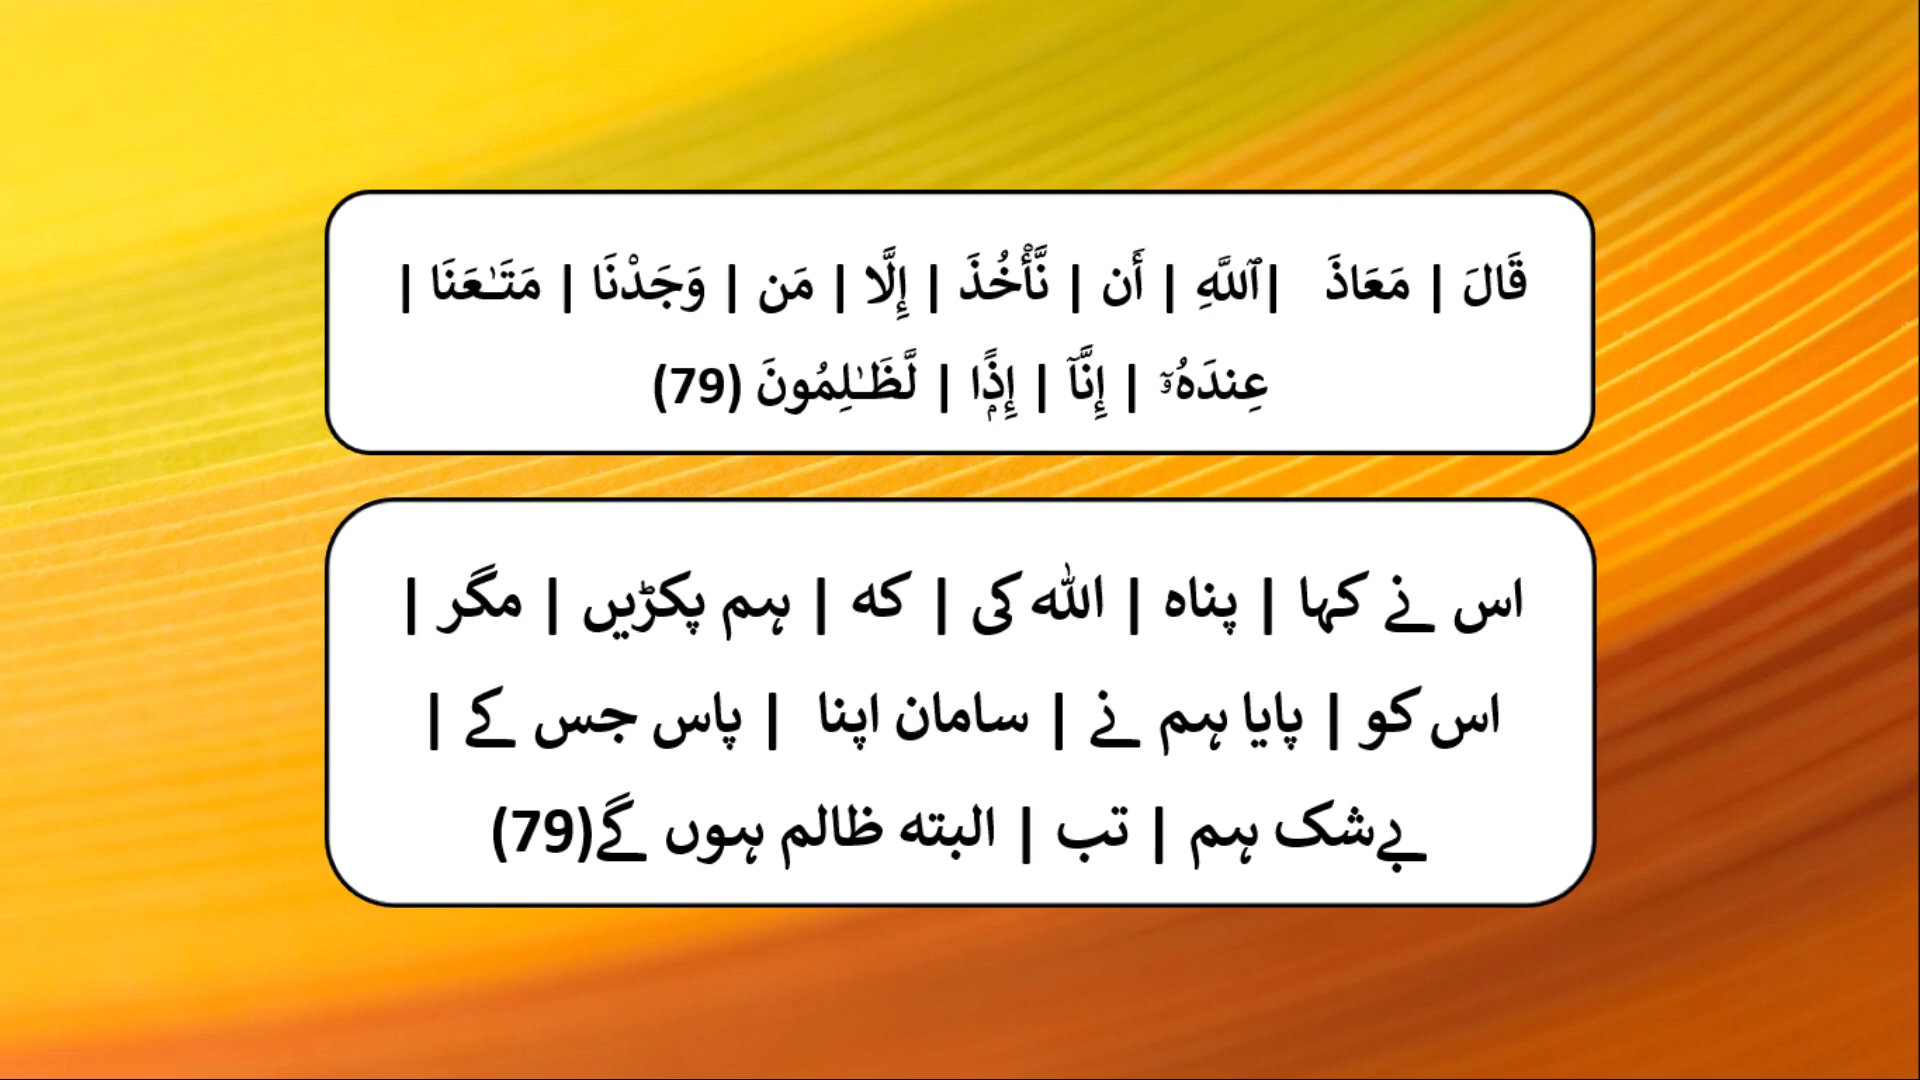 قَالَ | مَعَاذَ |ٱللَّهِ | أَن | نَّأْخُذَ | إِلَّا | مَن | وَجَدْنَا | مَتَـٰعَنَا |
عِندَهُۥٓ | إِنَّآ | إِذًۭا | لَّظَـٰلِمُونَ (79)
اس نے کہا | پناہ | اللہ کی | کہ | ہم پکڑیں | مگر |
اس کو | پایا ہم نے | سامان اپنا | پاس جس کے |
بےشک ہم | تب | البتہ ظالم ہوں گے(79)